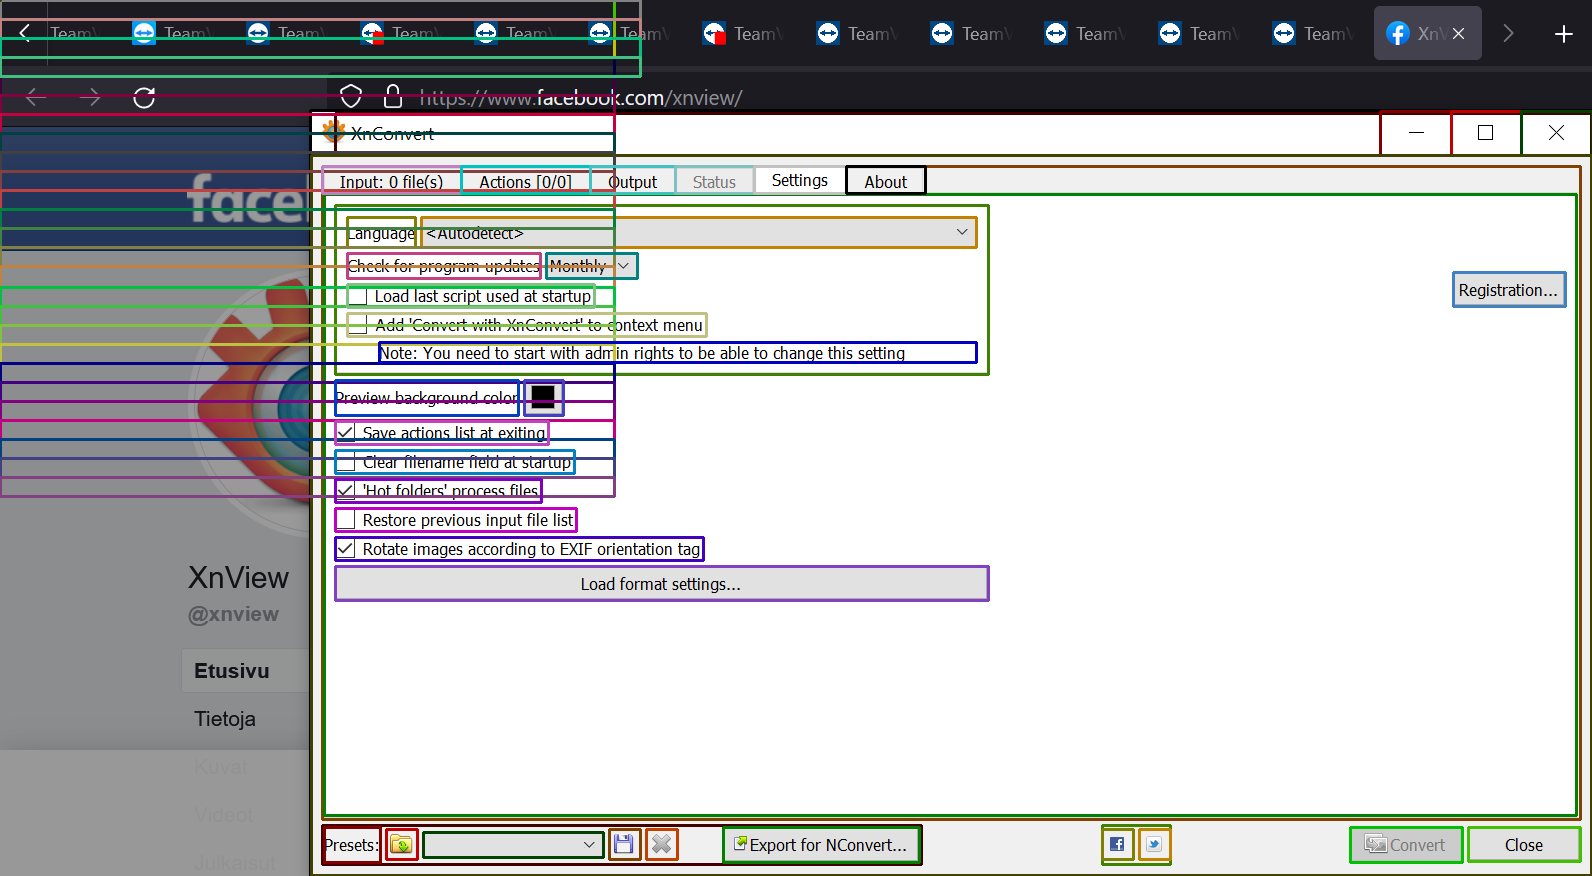 Team Team Team Team Team Team Team Team Team Team Team XnV
https://www.facebook.com/xnview/
XnConvert
Input: 0 file(s) Actions [0/0] Output Status Settings About
face
Language <Autodetect>
Check for program updates Monthly
Registration...
Load last script used at startup
Add 'Convert with XnConvert' to context menu
Note: You need to start with admin rights to be able to change this setting
Preview background color
Save actions list at exiting
Clear filename field at startup
'Hot folders' process files
Restore previous input file list
Rotate images according to EXIF orientation tag
Load format settings...
XnView
@xnview
Etusivu
Tietoja
Kuvat
Videot
Julkaisut
Presets: Export for NConvert... Convert Close